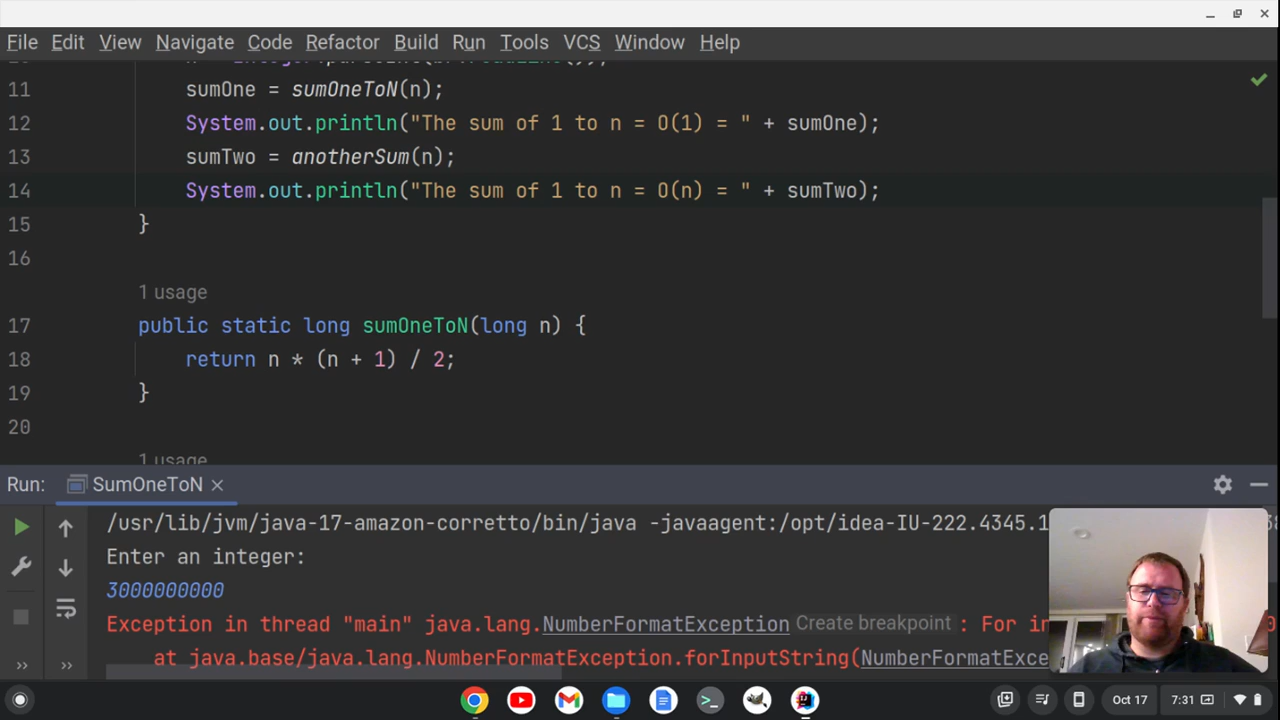 File Edit View Navigate Code Refactor Build Run Tools VCS Window Help
11 sumOne = sumOneToN(n);
12 System.out.println("The sum of 1 to n = O(1) = " + sumOne);
13 sumTwo = anotherSum(n);
14 System.out.println("The sum of 1 to n = O(n) = " + sumTwo);
15 }
16
1 usage
17 public static long sumOneToN(long n) {
18 return n * (n + 1) / 2;
19 }
20
1 usage
Run: SumOneToN
/usr/lib/jvm/java-17-amazon-corretto/bin/java -javaagent:/opt/idea-IU-222.4345.1
Enter an integer:
3000000000
Exception in thread "main" java.lang.NumberFormatException Create breakpoint : For in
at java.base/java.lang.NumberFormatException.forInputString(NumberFormatExce
Oct 17 7:31